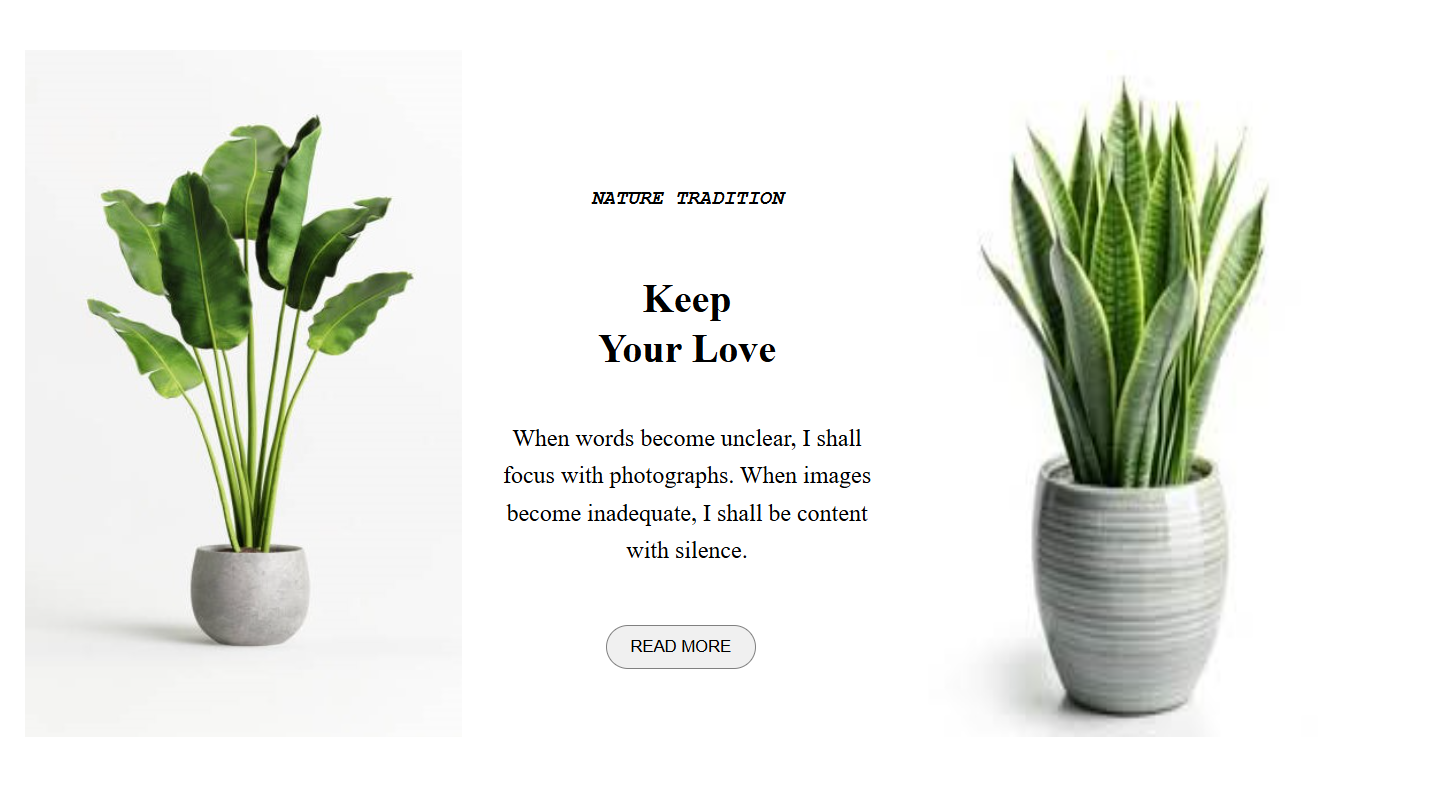 NATURE TRADITION
Keep
Your Love
When words become unclear, I shall
focus with photographs. When images
become inadequate, I shall be content
with silence.
READ MORE